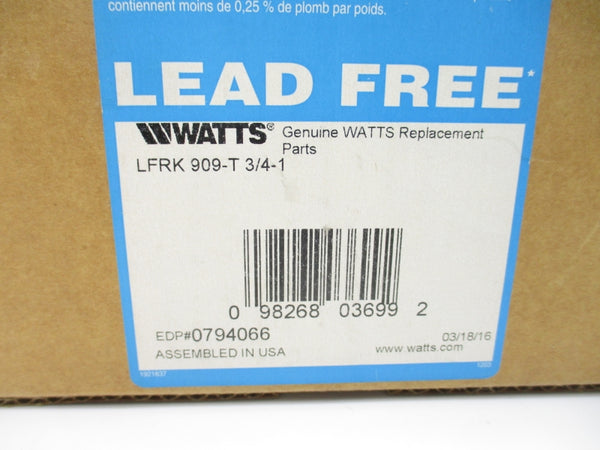 contiennent moins de 0,25 % de plomb par poids.
LEAD FREE*
WATTS® Genuine WATTS Replacement
Parts
LFRK 909-T 3/4-1
0 98268 03699 2
EDP#0794066 03/18/16
ASSEMBLED IN USA www.watts.com
1921637